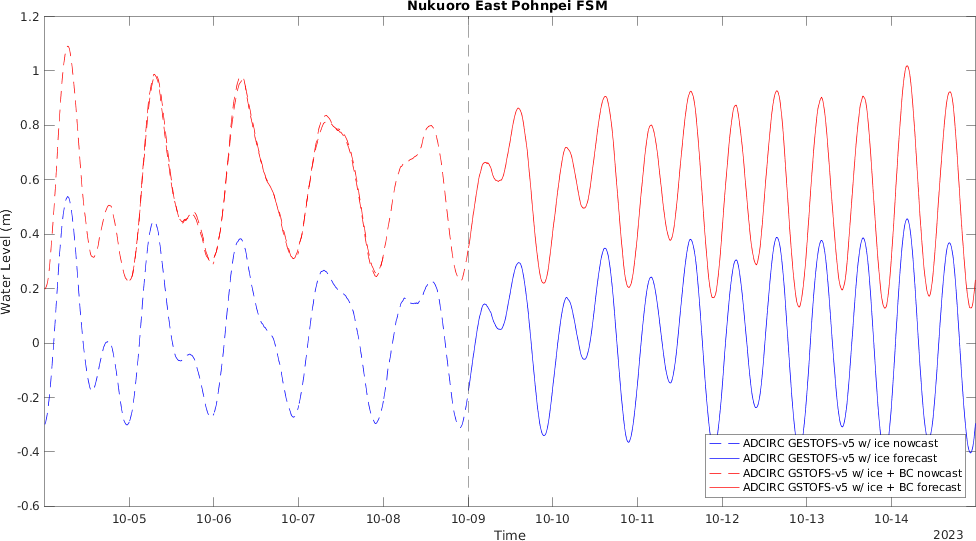 Nukuoro East Pohnpei FSM
1.2
1
0.8
0.6
0.4
0.2
0
-0.2
-0.4
-0.6
Water Level (m)
ADCIRC GESTOFS-v5 w/ ice nowcast
ADCIRC GESTOFS-v5 w/ ice forecast
ADCIRC GSTOFS-v5 w/ ice + BC nowcast
ADCIRC GSTOFS-v5 w/ ice + BC forecast
10-05 10-06 10-07 10-08 10-09 10-10 10-11 10-12 10-13 10-14
Time
2023